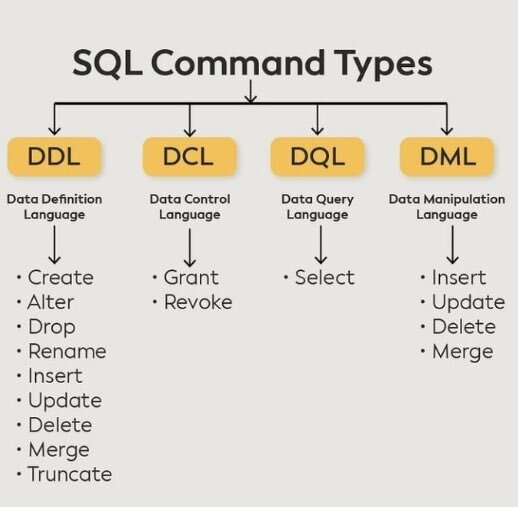 SQL Command Types
DDL
DCL
DQL
DML
Data Definition
Language
Data Control
Language
Data Query
Language
Data Manipulation
Language
• Create
• Alter
• Drop
• Rename
• Insert
• Update
• Delete
• Merge
• Truncate
• Grant
• Revoke
• Select
• Insert
• Update
• Delete
• Merge